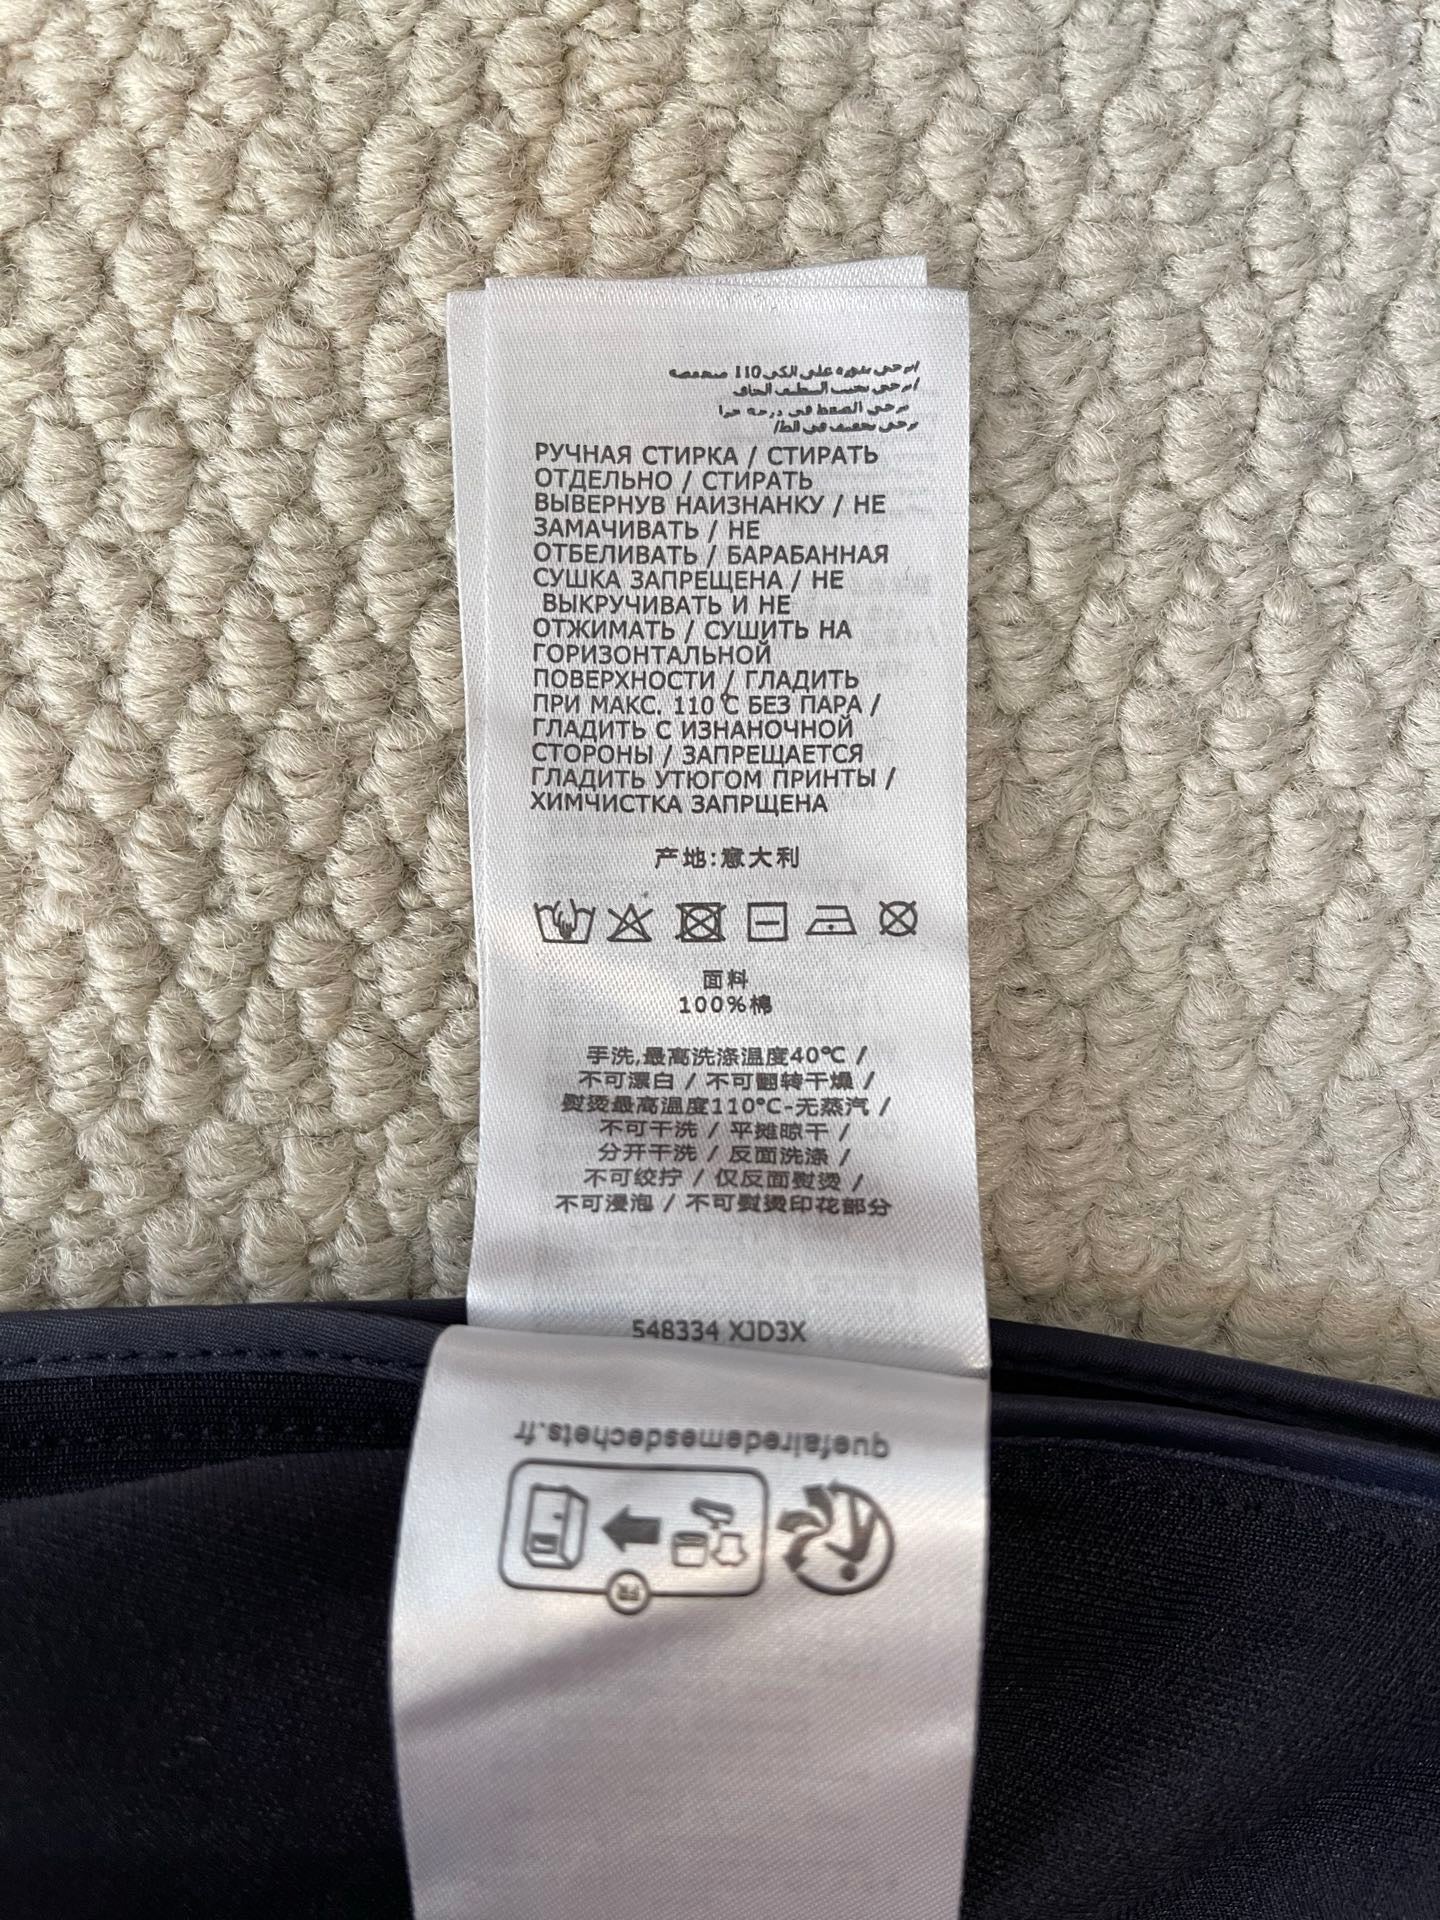 РУЧНАЯ СТИРКА / СТИРАТЬ
ОТДЕЛЬНО / СТИРАТЬ
ВЫВЕРНУВ НАИЗНАНКУ / НЕ
ЗАМАЧИВАТЬ / НЕ
ОТБЕЛИВАТЬ / БАРАБАННАЯ
СУШКА ЗАПРЕЩЕНА / НЕ
ВЫКРУЧИВАТЬ И НЕ
ОТЖИМАТЬ / СУШИТЬ НА
ГОРИЗОНТАЛЬНОЙ
ПОВЕРХНОСТИ / ГЛАДИТЬ
ПРИ МАКС. 110 C БЕЗ ПАРА /
ГЛАДИТЬ С ИЗНАНОЧНОЙ
СТОРОНЫ / ЗАПРЕЩАЕТСЯ
ГЛАДИТЬ УТЮГОМ ПРИНТЫ /
ХИМЧИСТКА ЗАПРЩЕНА
产地:意大利
面料
100%棉
手洗,最高洗涤温度40℃ /
不可漂白 / 不可翻转干燥 /
熨烫最高温度110°C-无蒸汽 /
不可干洗 / 平摊晾干 /
分开干洗 / 反面洗涤 /
不可绞拧 / 仅反面熨烫 /
不可浸泡 / 不可熨烫印花部分
548334 XJD3X
quefairedemesdechets.fr
FR